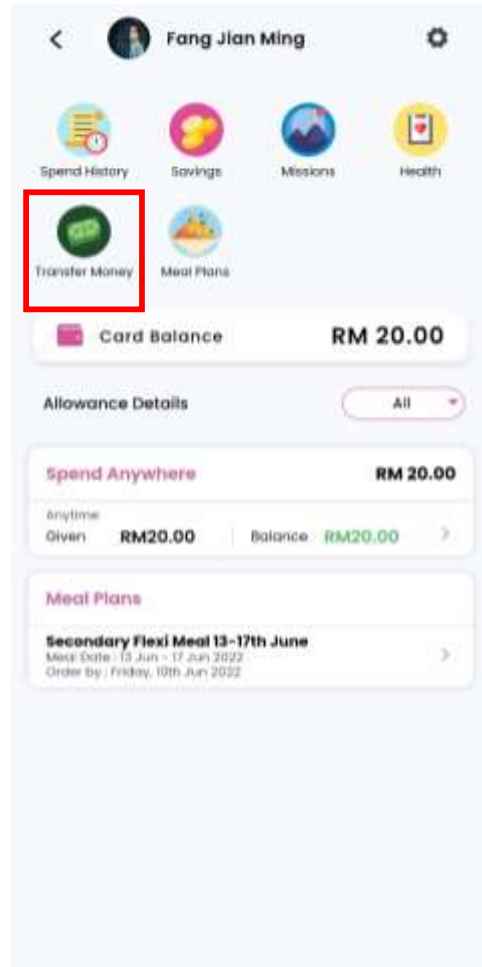 Fang Jian Ming
Spend History Savings Missions Health
Transfer Money Meal Plans
Card Balance RM 20.00
Allowance Details All
Spend Anywhere RM 20.00
Anytime
Given RM20.00 Balance RM20.00
Meal Plans
Secondary Flexi Meal 13-17th June
Meal Date : 13 Jun - 17 Jun 2022
Order by : Friday, 10th Jun 2022